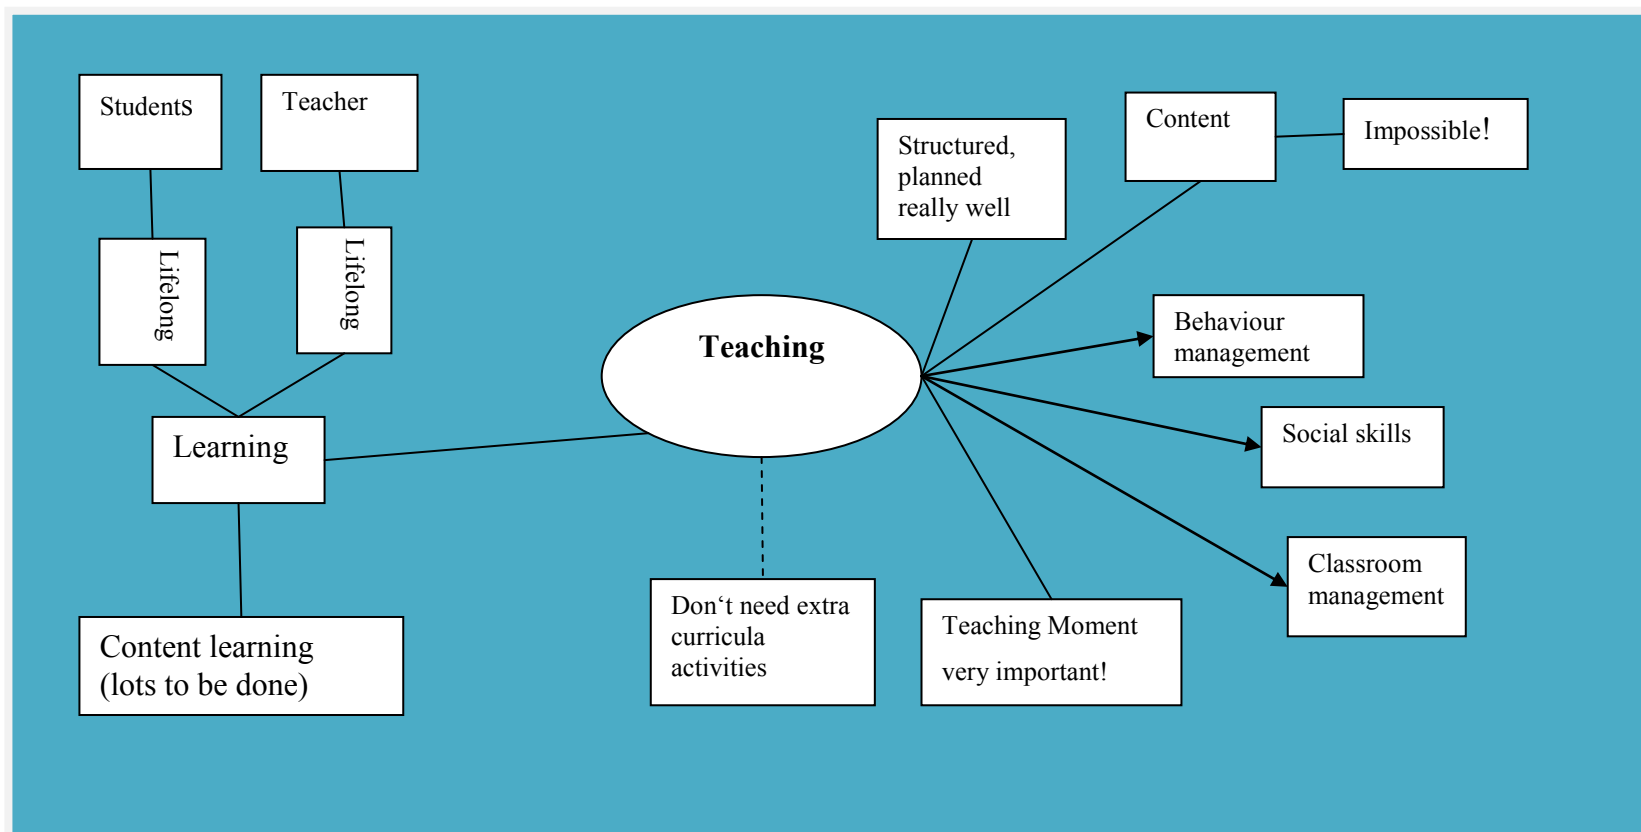 Students
Teacher
Lifelong
Lifelong
Learning
Content learning
(lots to be done)
Teaching
Don‘t need extra
curricula
activities
Structured,
planned
really well
Content
Impossible!
Behaviour
management
Social skills
Classroom
management
Teaching Moment
very important!